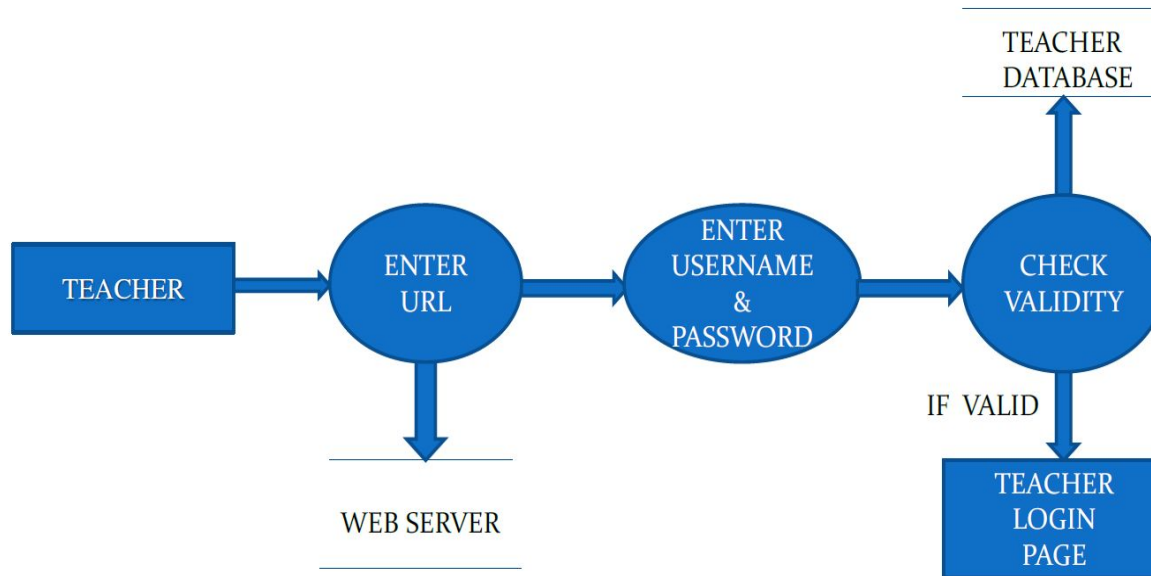 TEACHER
DATABASE
TEACHER
ENTER
URL
ENTER
USERNAME
&
PASSWORD
CHECK
VALIDITY
IF VALID
WEB SERVER
TEACHER
LOGIN
PAGE